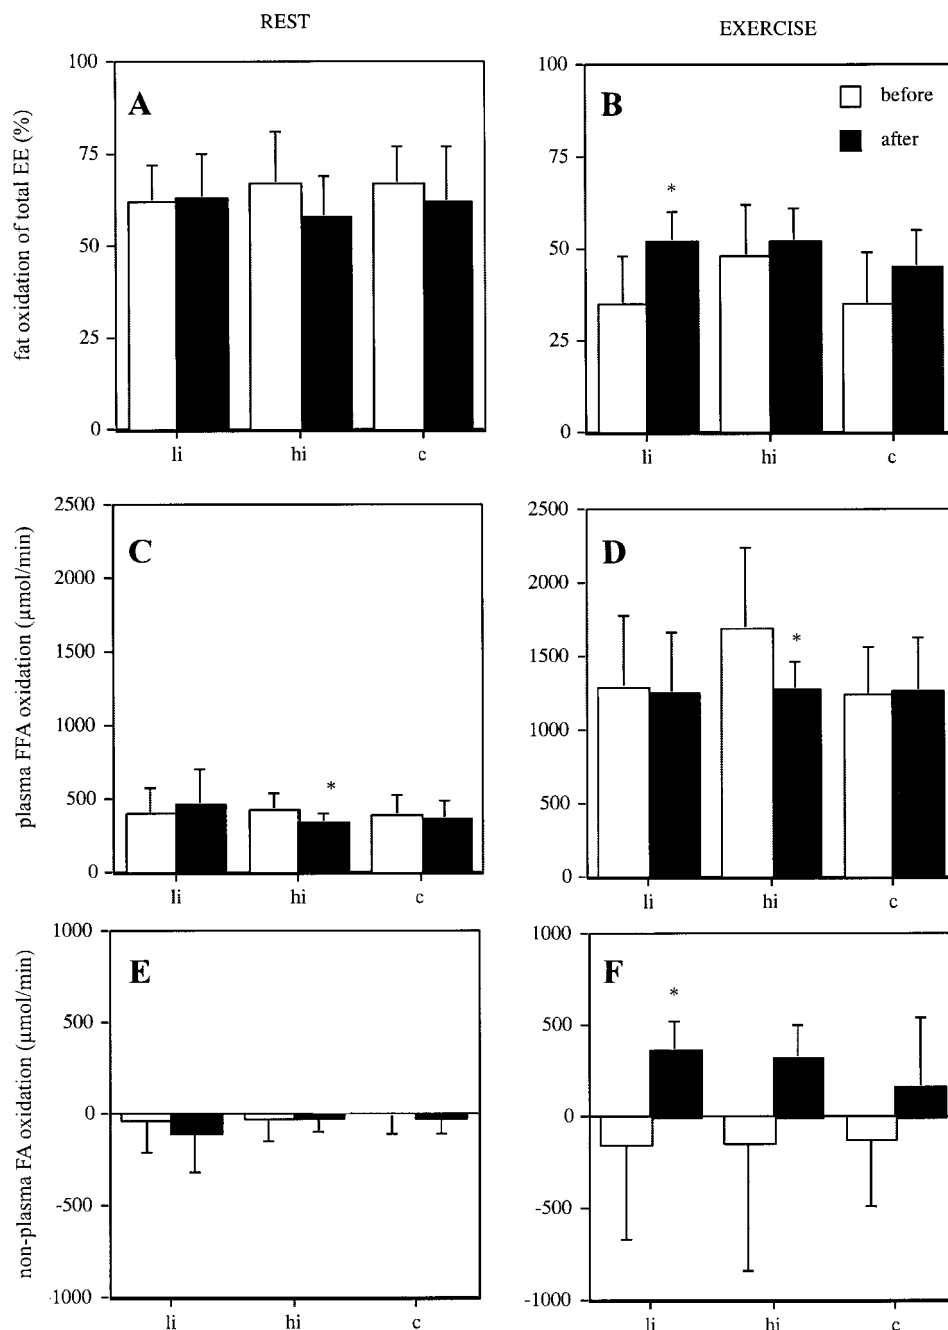 REST
EXERCISE
fat oxidation of total EE (%)
A
100
75
50
25
0
li hi c
B
before
after
*
100
75
50
25
0
li hi c
plasma FFA oxidation (μmol/min)
C
2500
2000
1500
1000
500
0
*
li hi c
D
2500
2000
1500
1000
500
0
*
li hi c
non-plasma FA oxidation (μmol/min)
E
1000
500
0
-500
-1000
li hi c
F
1000
500
0
-500
-1000
*
li hi c